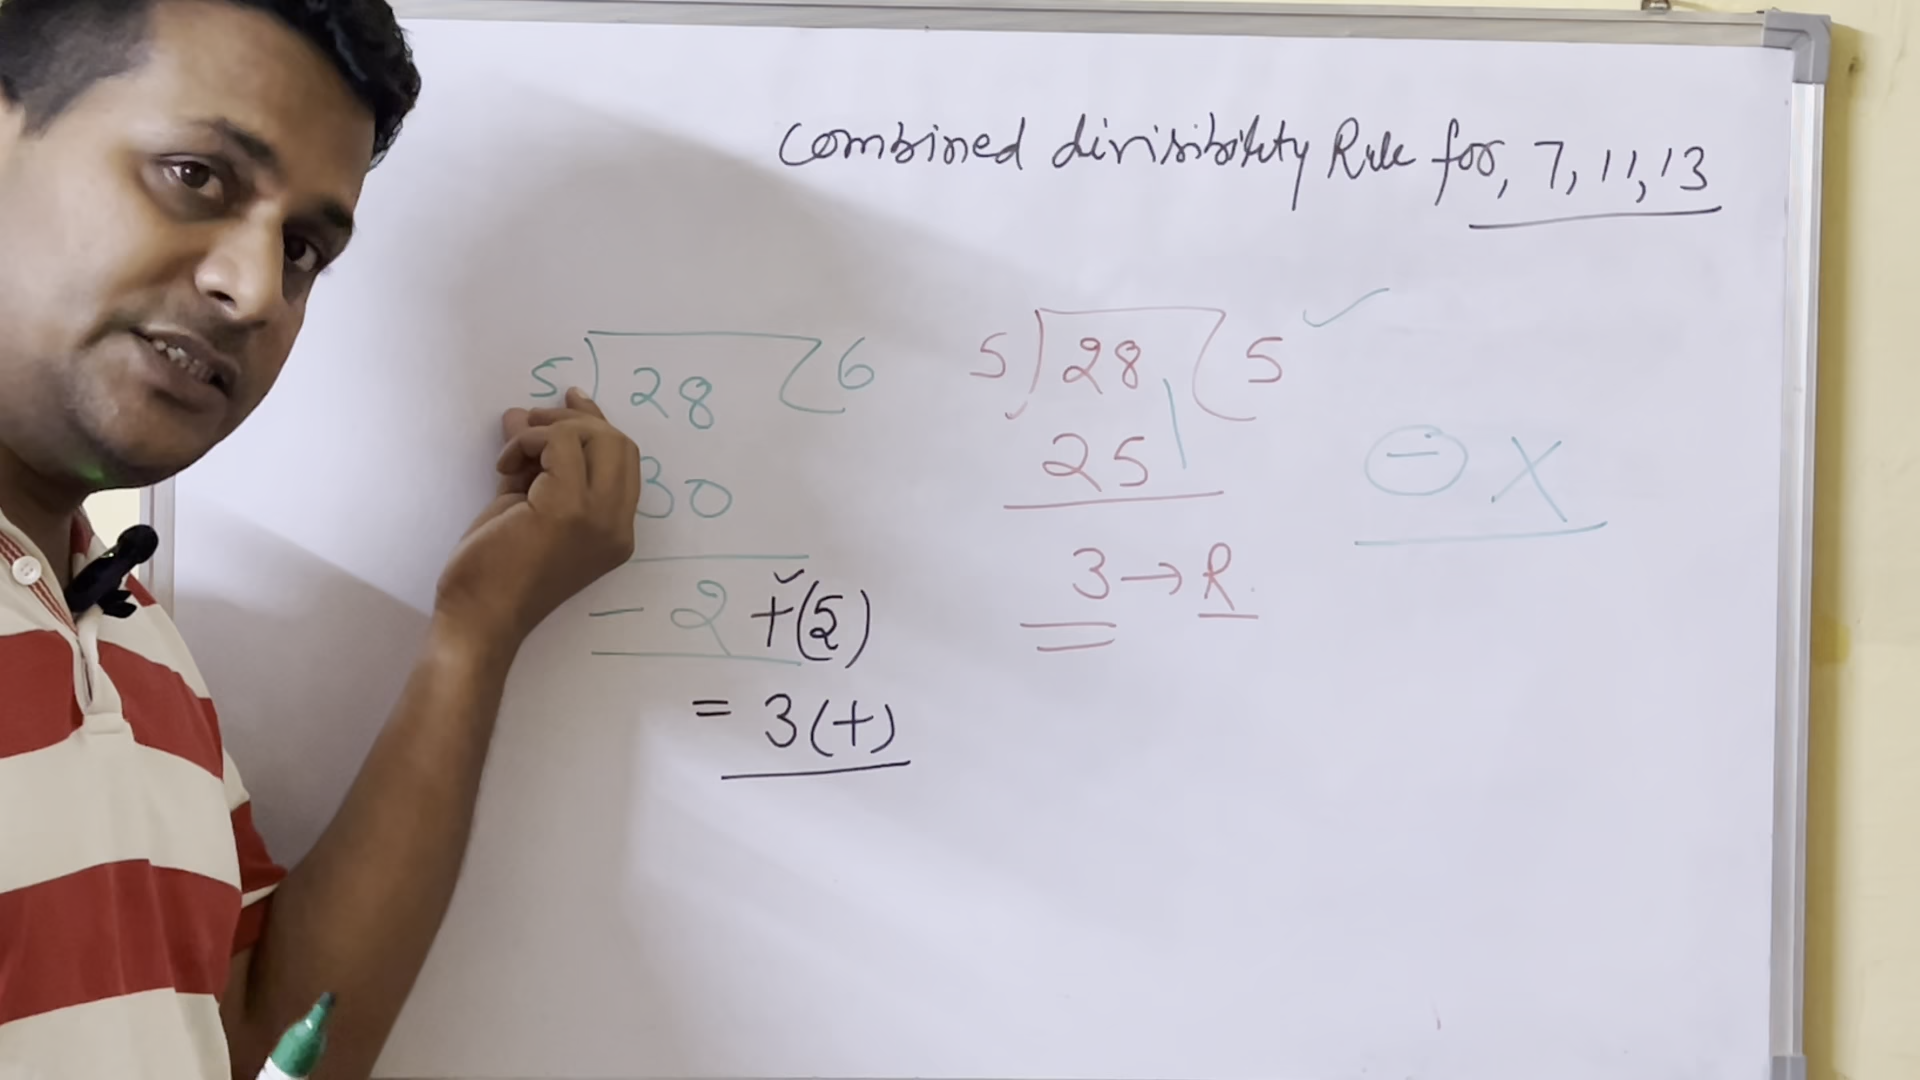 Combined divisibility Rule for, 7, 11, 13
5) 28 ( 6
30
- 2 + (5)
= 3 (+)
5) 28 ( 5 ✓
25
3 → R.
- X